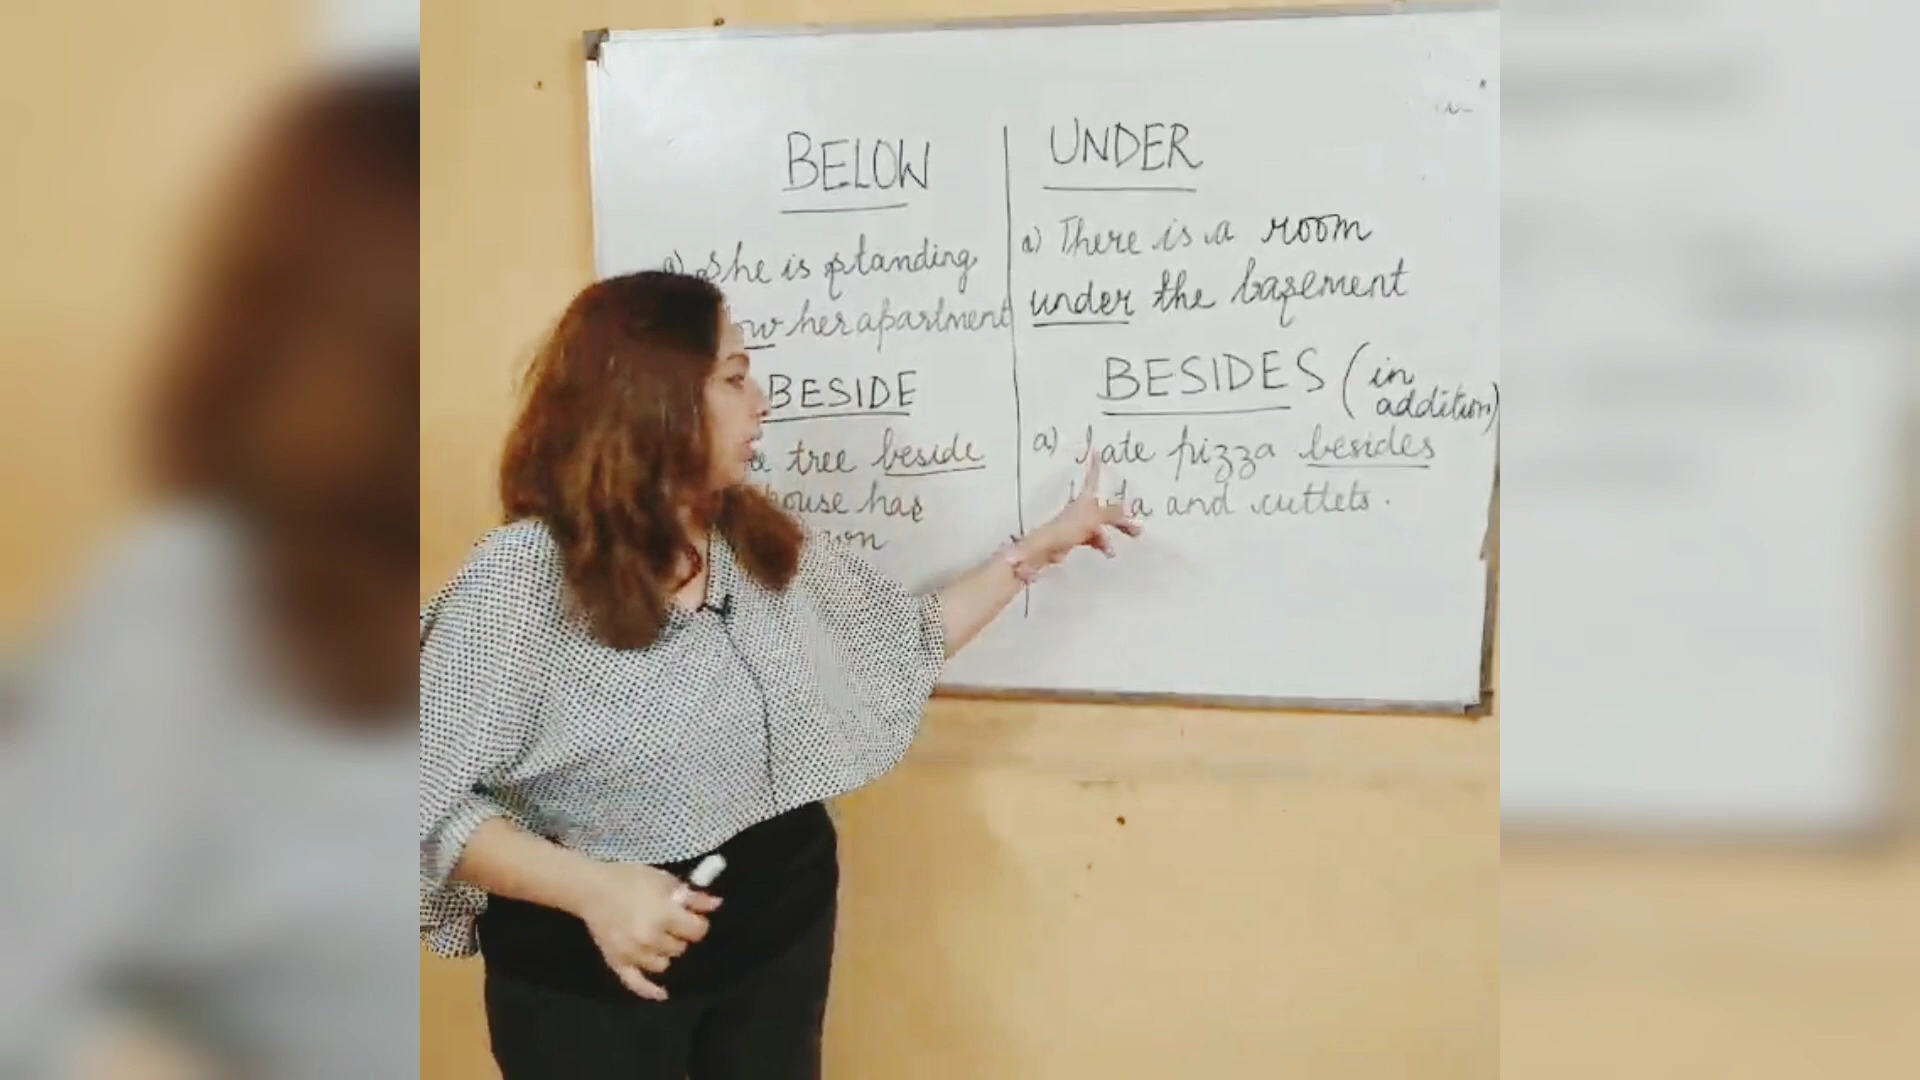 BELOW
a) She is standing
her apartment
BESIDE
tree beside
house has
UNDER
a) There is a room
under the basement
BESIDES (in
addition)
a) I ate pizza besides
and cutlets.